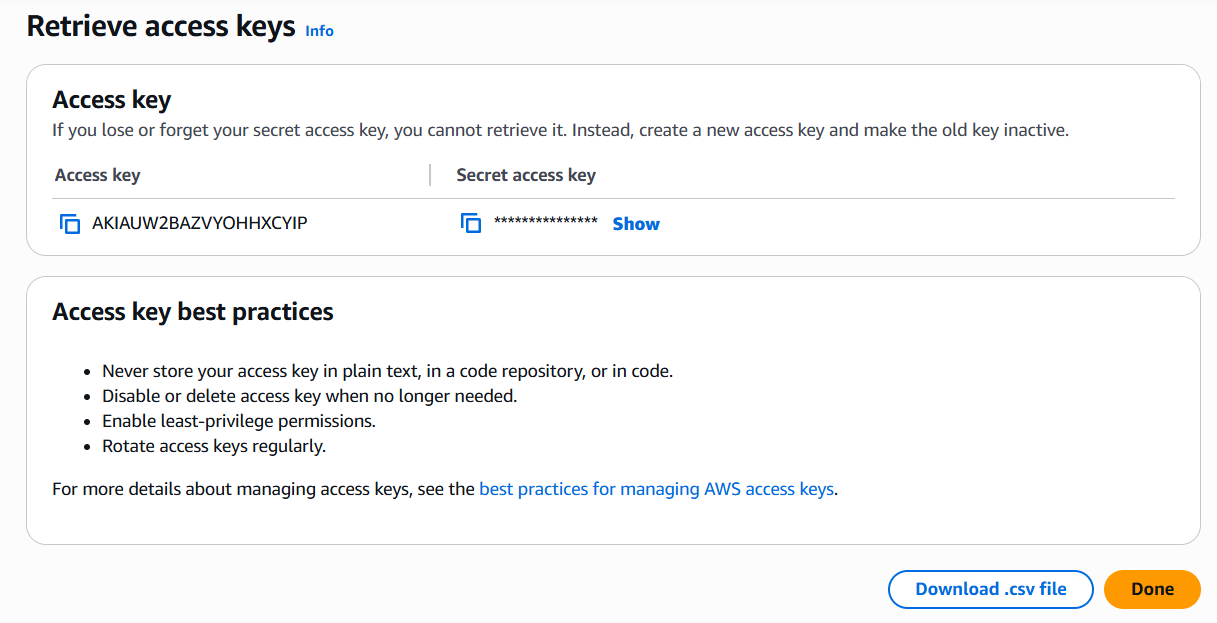 Retrieve access keys Info
Access key
If you lose or forget your secret access key, you cannot retrieve it. Instead, create a new access key and make the old key inactive.
Access key Secret access key
AKIAUW2BAZVYOHHXCYIP *************** Show
Access key best practices
• Never store your access key in plain text, in a code repository, or in code.
• Disable or delete access key when no longer needed.
• Enable least-privilege permissions.
• Rotate access keys regularly.
For more details about managing access keys, see the best practices for managing AWS access keys.
Download .csv file Done